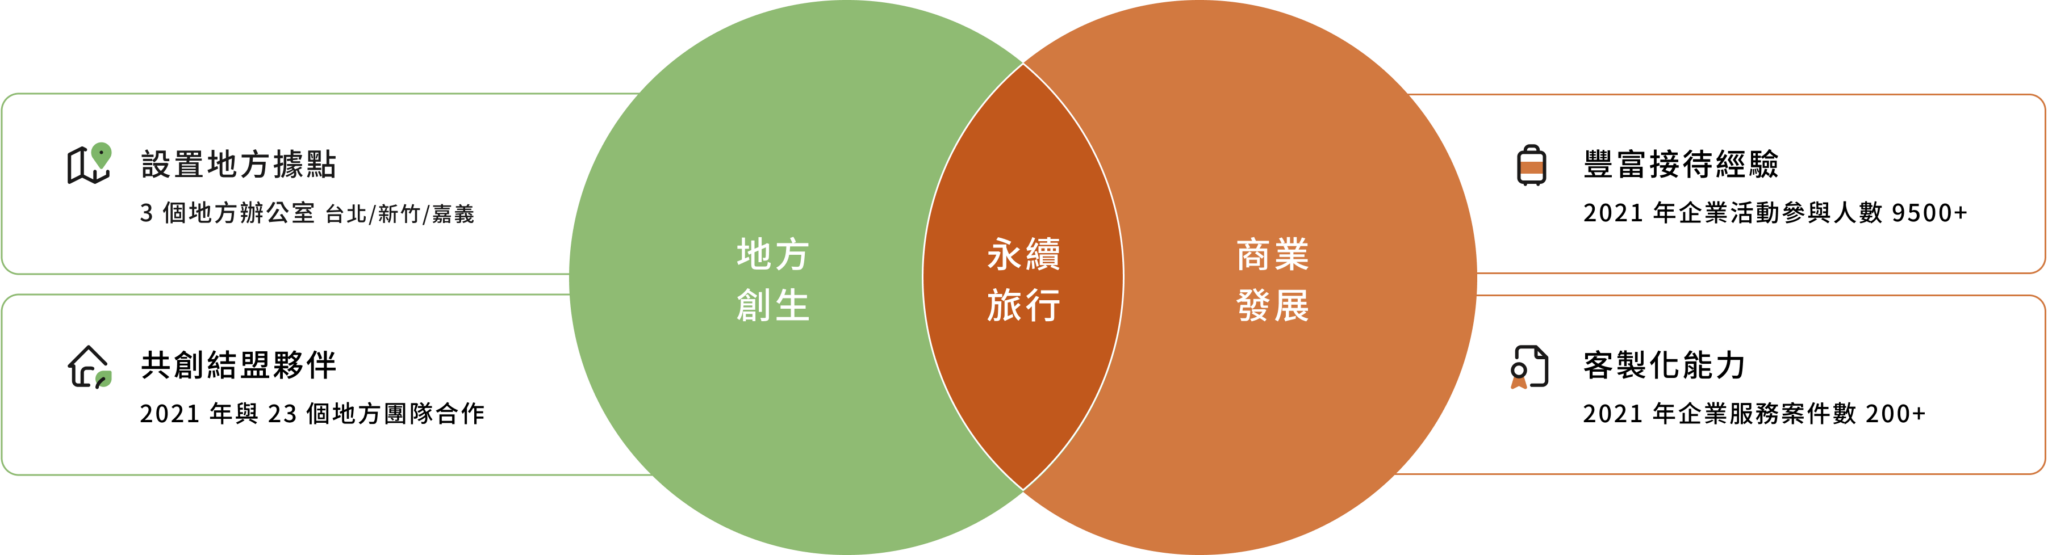 設置地方據點
3 個地方辦公室 台北/新竹/嘉義
共創結盟夥伴
2021 年與 23 個地方團隊合作
地方
創生
永續
旅行
商業
發展
豐富接待經驗
2021 年企業活動參與人數 9500+
客製化能力
2021 年企業服務案件數 200+